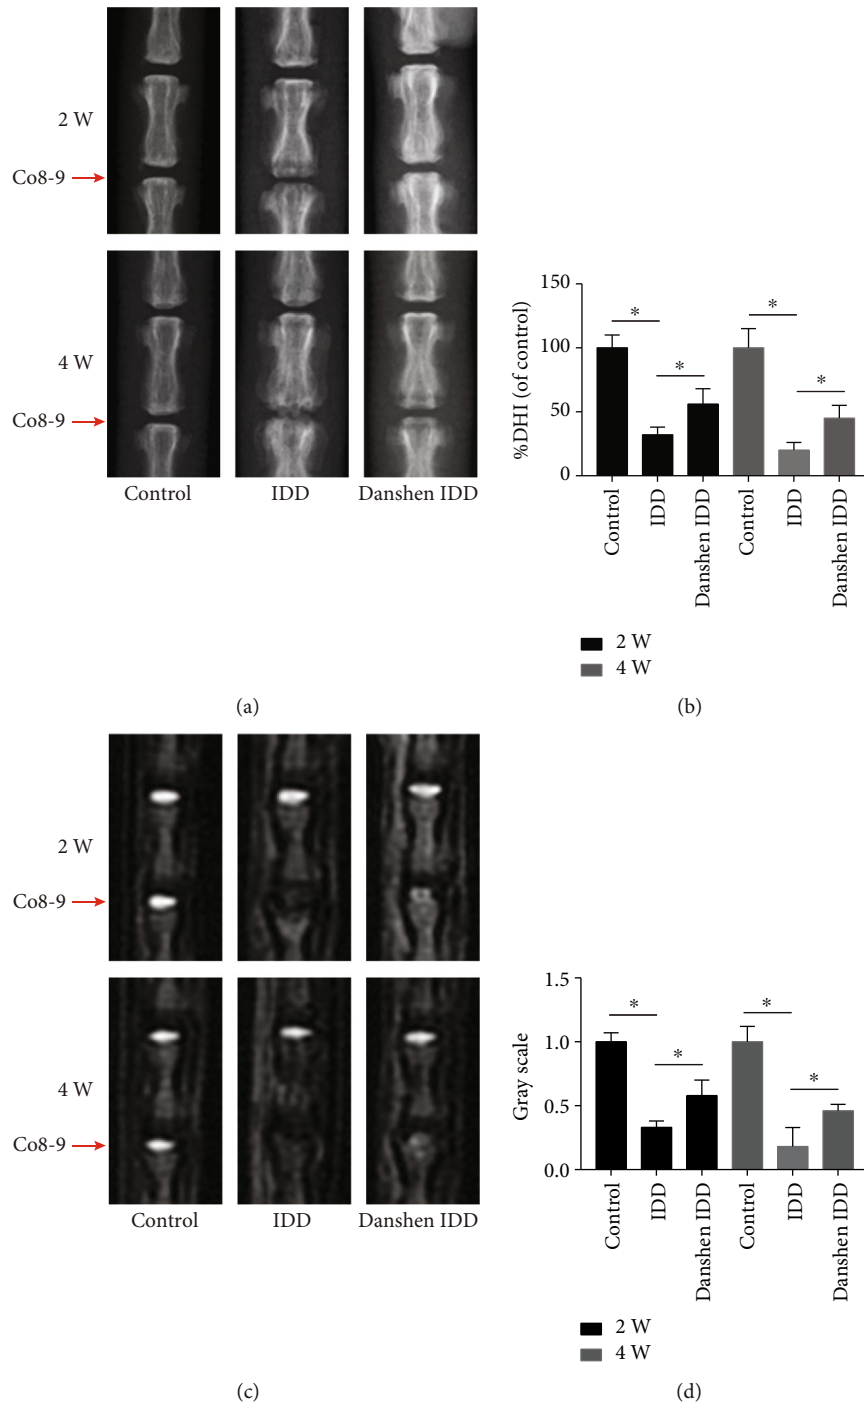 2 W
Co8-9
4 W
Co8-9
Control
IDD
Danshen IDD
(a)
%DHI (of control)
150
100
50
0
*
*
*
*
Control
IDD
Danshen IDD
Control
IDD
Danshen IDD
2 W
4 W
(b)
2 W
Co8-9
4 W
Co8-9
Control
IDD
Danshen IDD
(c)
Gray scale
1.5
1.0
0.5
0.0
*
*
*
*
Control
IDD
Danshen IDD
Control
IDD
Danshen IDD
2 W
4 W
(d)